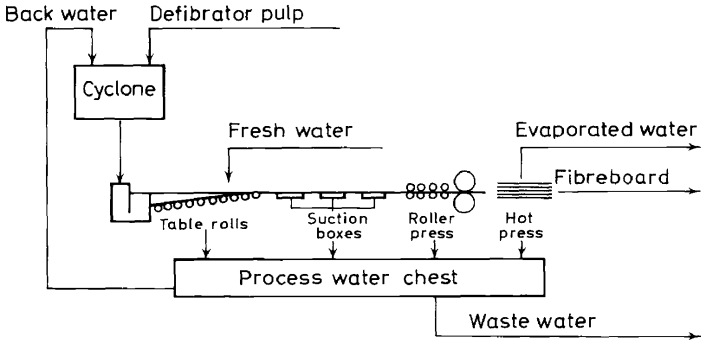 Back water
Defibrator pulp
Cyclone
Fresh water
Evaporated water
Fibreboard
Table rolls
Suction
boxes
Roller
press
Hot
press
Process water chest
Waste water